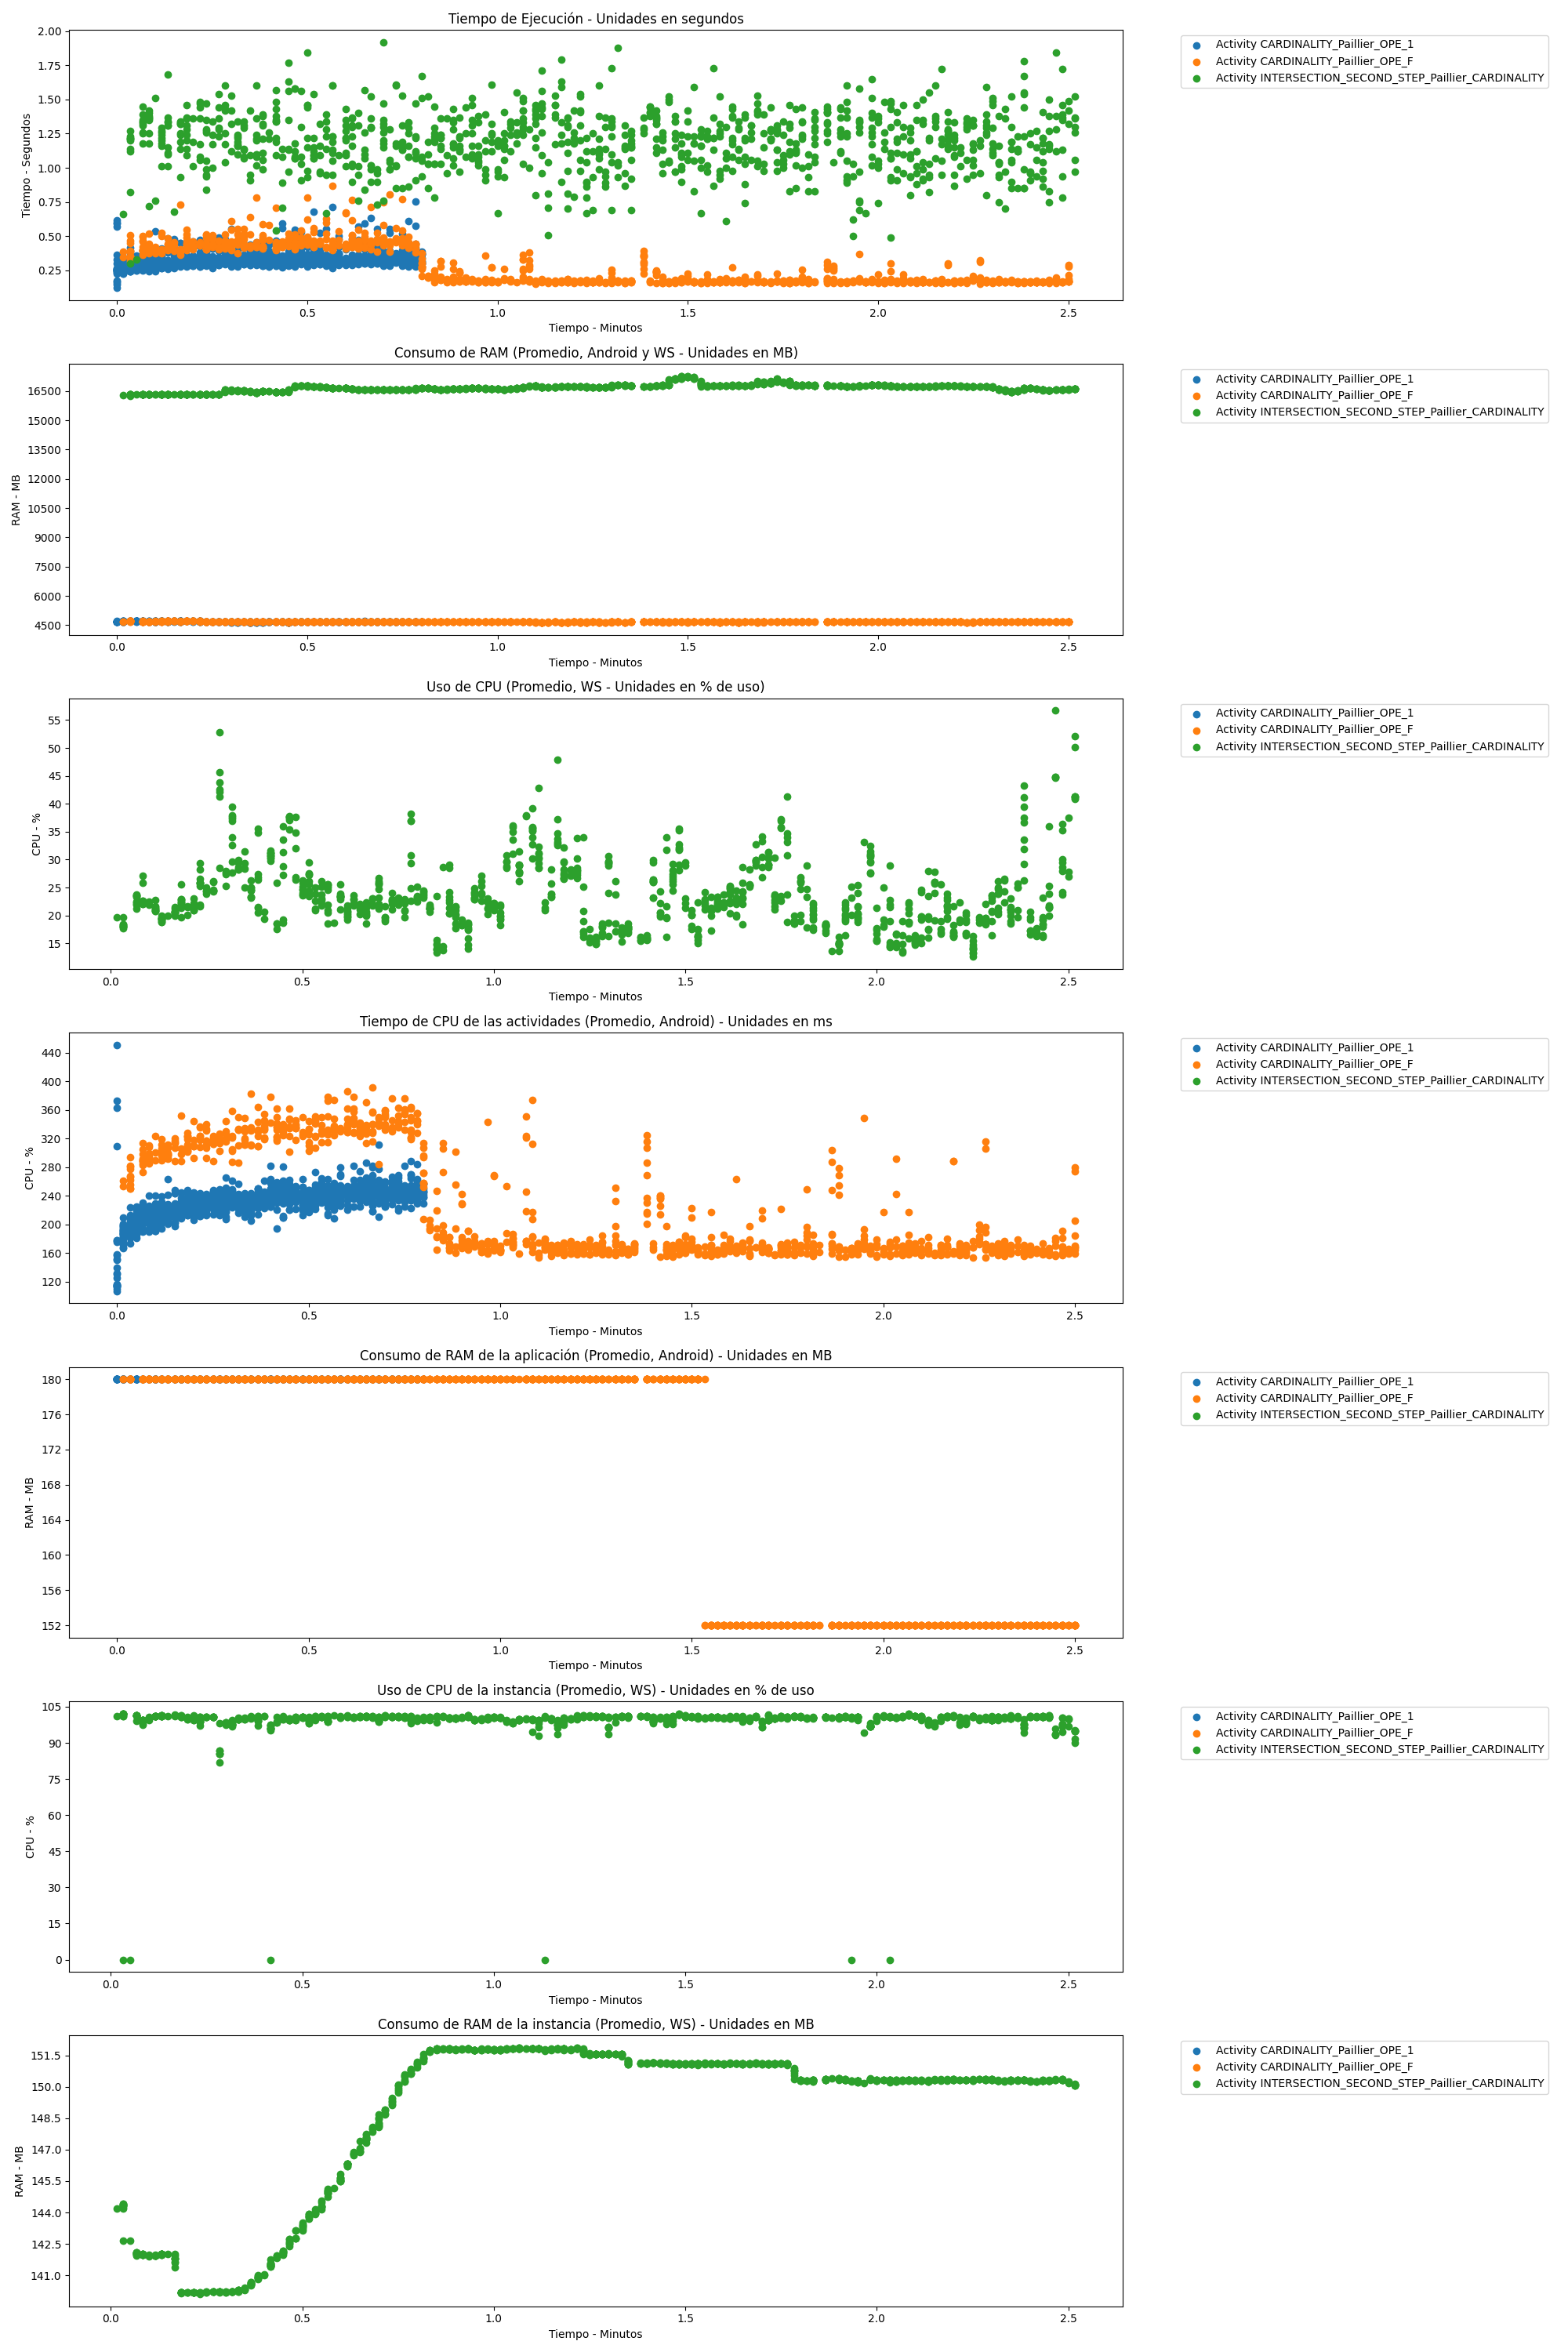 Tiempo de Ejecución - Unidades en segundos
2.00
1.75
1.50
1.25
1.00
0.75
0.50
0.25
Tiempo - Segundos
0.0 0.5 1.0 1.5 2.0 2.5
Tiempo - Minutos
Activity CARDINALITY_Paillier_OPE_1
Activity CARDINALITY_Paillier_OPE_F
Activity INTERSECTION_SECOND_STEP_Paillier_CARDINALITY
Consumo de RAM (Promedio, Android y WS - Unidades en MB)
16500
15000
13500
12000
10500
9000
7500
6000
4500
RAM - MB
0.0 0.5 1.0 1.5 2.0 2.5
Tiempo - Minutos
Activity CARDINALITY_Paillier_OPE_1
Activity CARDINALITY_Paillier_OPE_F
Activity INTERSECTION_SECOND_STEP_Paillier_CARDINALITY
Uso de CPU (Promedio, WS - Unidades en % de uso)
55
50
45
40
35
30
25
20
15
CPU - %
0.0 0.5 1.0 1.5 2.0 2.5
Tiempo - Minutos
Activity CARDINALITY_Paillier_OPE_1
Activity CARDINALITY_Paillier_OPE_F
Activity INTERSECTION_SECOND_STEP_Paillier_CARDINALITY
Tiempo de CPU de las actividades (Promedio, Android) - Unidades en ms
440
400
360
320
280
240
200
160
120
CPU - %
0.0 0.5 1.0 1.5 2.0 2.5
Tiempo - Minutos
Activity CARDINALITY_Paillier_OPE_1
Activity CARDINALITY_Paillier_OPE_F
Activity INTERSECTION_SECOND_STEP_Paillier_CARDINALITY
Consumo de RAM de la aplicación (Promedio, Android) - Unidades en MB
180
176
172
168
164
160
156
152
RAM - MB
0.0 0.5 1.0 1.5 2.0 2.5
Tiempo - Minutos
Activity CARDINALITY_Paillier_OPE_1
Activity CARDINALITY_Paillier_OPE_F
Activity INTERSECTION_SECOND_STEP_Paillier_CARDINALITY
Uso de CPU de la instancia (Promedio, WS) - Unidades en % de uso
105
90
75
60
45
30
15
0
CPU - %
0.0 0.5 1.0 1.5 2.0 2.5
Tiempo - Minutos
Activity CARDINALITY_Paillier_OPE_1
Activity CARDINALITY_Paillier_OPE_F
Activity INTERSECTION_SECOND_STEP_Paillier_CARDINALITY
Consumo de RAM de la instancia (Promedio, WS) - Unidades en MB
151.5
150.0
148.5
147.0
145.5
144.0
142.5
141.0
RAM - MB
0.0 0.5 1.0 1.5 2.0 2.5
Tiempo - Minutos
Activity CARDINALITY_Paillier_OPE_1
Activity CARDINALITY_Paillier_OPE_F
Activity INTERSECTION_SECOND_STEP_Paillier_CARDINALITY